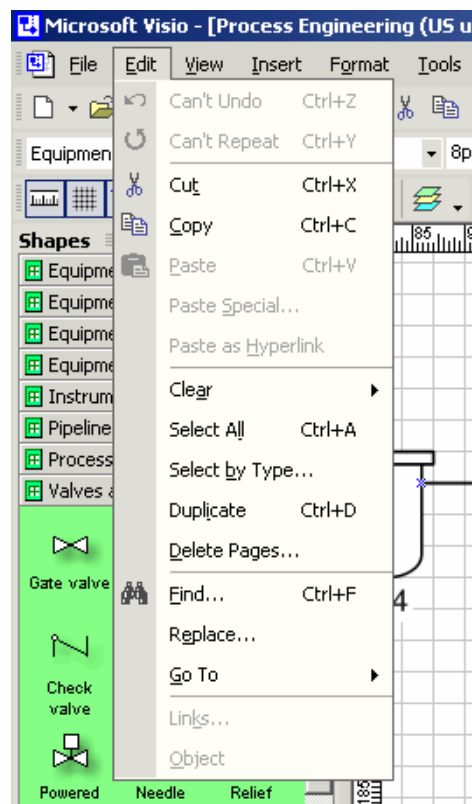 Microsoft Visio - [Process Engineering (US u
File Edit View Insert Format Tools
Equipmen 8p
Can't Undo Ctrl+Z
Can't Repeat Ctrl+Y
Cut Ctrl+X
Copy Ctrl+C
Paste Ctrl+V
Paste Special...
Paste as Hyperlink
Clear
Select All Ctrl+A
Select by Type...
Duplicate Ctrl+D
Delete Pages...
Find... Ctrl+F
Replace...
Go To
Links...
Object
Shapes
Equipme
Equipme
Equipme
Equipme
Instrum
Pipeline
Process
Valves a
Gate valve
Check
valve
Powered Needle Relief
85
4